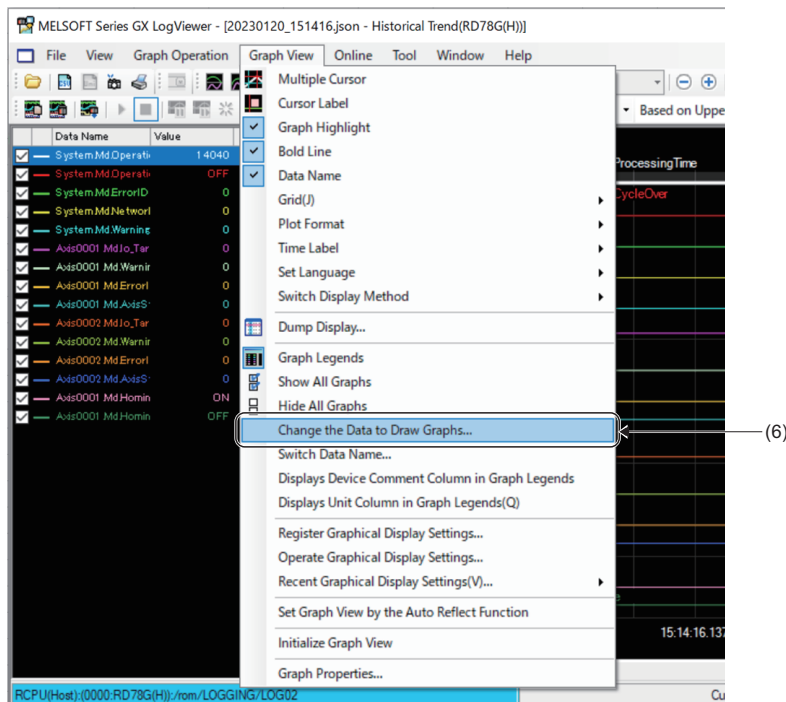 MELSOFT Series GX LogViewer - [20230120_151416.json - Historical Trend(RD78G(H))]
File View Graph Operation Graph View Online Tool Window Help
Based on Uppe
Data Name Value
System.Md.Operati 14040
System.Md.Operati OFF
System.Md.ErrorID 0
System.Md.Networl 0
System.Md.Warning 0
Axis0001.Md.Io_Tar 0
Axis0001.Md.Warnir 0
Axis0001.Md.Errorl 0
Axis0001.Md.AxisS 0
Axis0002.Md.Io_Tar 0
Axis0002.Md.Warnir 0
Axis0002.Md.Errorl 0
Axis0002.Md.AxisS 0
Axis0001.Md.Homin ON
Axis0001.Md.Homin OFF
Multiple Cursor
Cursor Label
Graph Highlight
Bold Line
Data Name
Grid(J)
Plot Format
Time Label
Set Language
Switch Display Method
Dump Display...
Graph Legends
Show All Graphs
Hide All Graphs
Change the Data to Draw Graphs...
Switch Data Name...
Displays Device Comment Column in Graph Legends
Displays Unit Column in Graph Legends(Q)
Register Graphical Display Settings...
Operate Graphical Display Settings...
Recent Graphical Display Settings(V)...
Set Graph View by the Auto Reflect Function
Initialize Graph View
Graph Properties...
ProcessingTime
CycleOver
(6)
15:14:16.137
RCPU(Host):(0000:RD78G(H)):/rom/LOGGING/LOG02
Cu